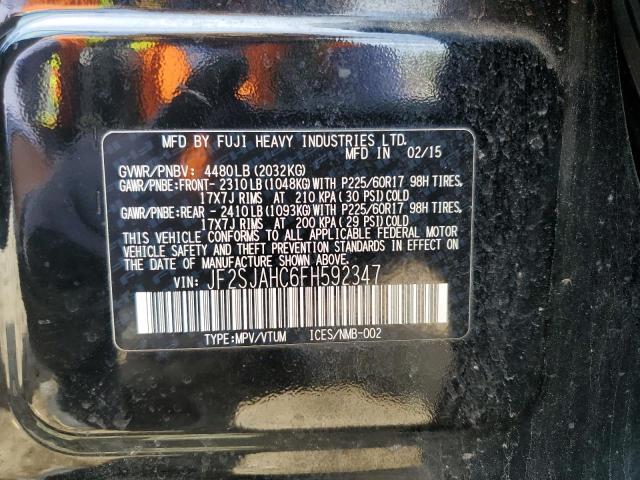 MFD BY FUJI HEAVY INDUSTRIES LTD.
MFD IN 02/15
GVWR/PNBV: 4480LB(2032KG)
GAWR/PNBE:FRONT- 2310LB(1048KG)WITH P225/60R17 98H TIRES,
17X7J RIMS AT 210 KPA(30 PSI)COLD
GAWR/PNBE:REAR -2410LB(1093KG)WITH P225/60R17 98H TIRES,
17X7J RIMS AT 200 KPA(29 PSI)COLD
THIS VEHICLE CONFORMS TO ALL APPLICABLE FEDERAL MOTOR
VEHICLE SAFETY AND THEFT PREVENTION STANDARDS IN EFFECT ON
THE DATE OF MANUFACTURE SHOWN ABOVE.
VIN: JF2SJAHC6FH592347
TYPE:MPV/VTUM ICES/NMB-002